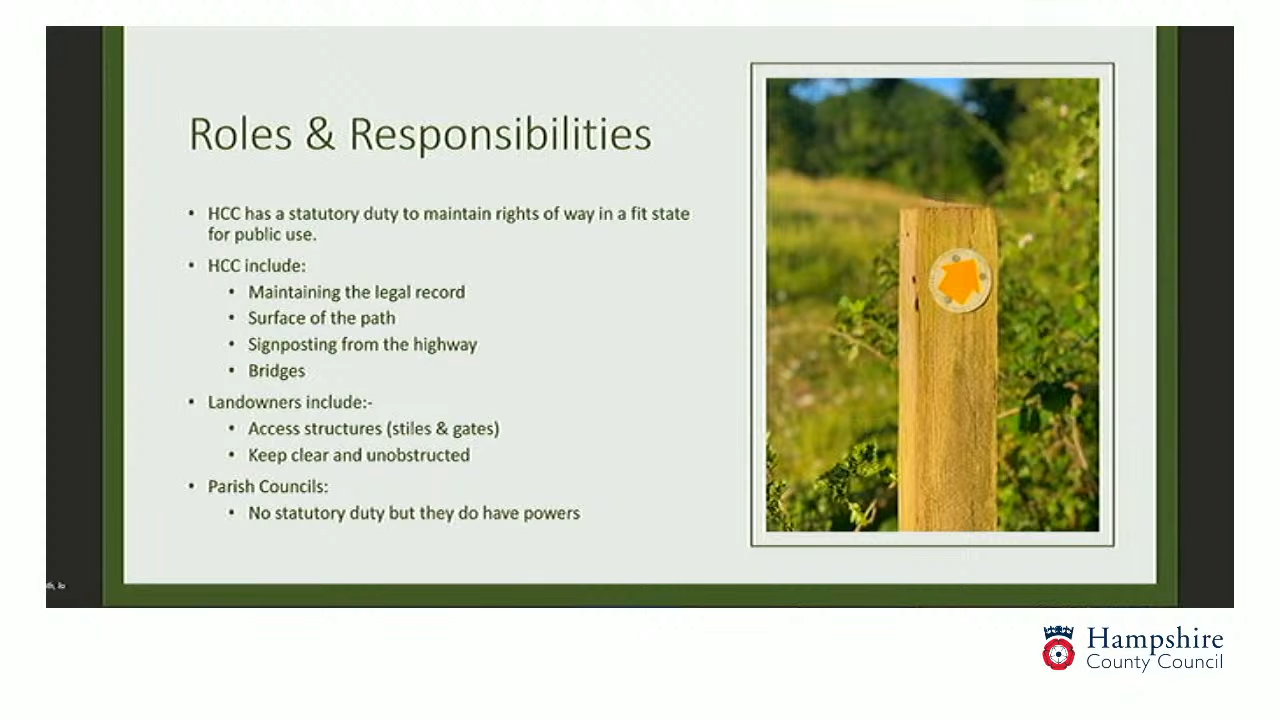 Roles & Responsibilities
• HCC has a statutory duty to maintain rights of way in a fit state
for public use.
• HCC include:
• Maintaining the legal record
• Surface of the path
• Signposting from the highway
• Bridges
• Landowners include:-
• Access structures (stiles & gates)
• Keep clear and unobstructed
• Parish Councils:
• No statutory duty but they do have powers
Hampshire
County Council